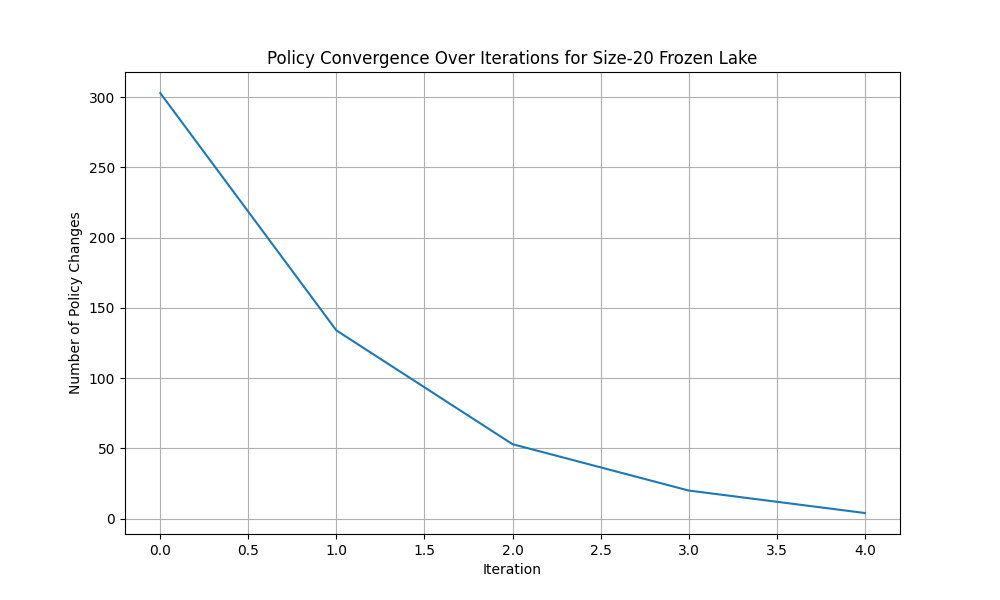 Policy Convergence Over Iterations for Size-20 Frozen Lake
300
250
200
150
100
50
0
Number of Policy Changes
0.0 0.5 1.0 1.5 2.0 2.5 3.0 3.5 4.0
Iteration